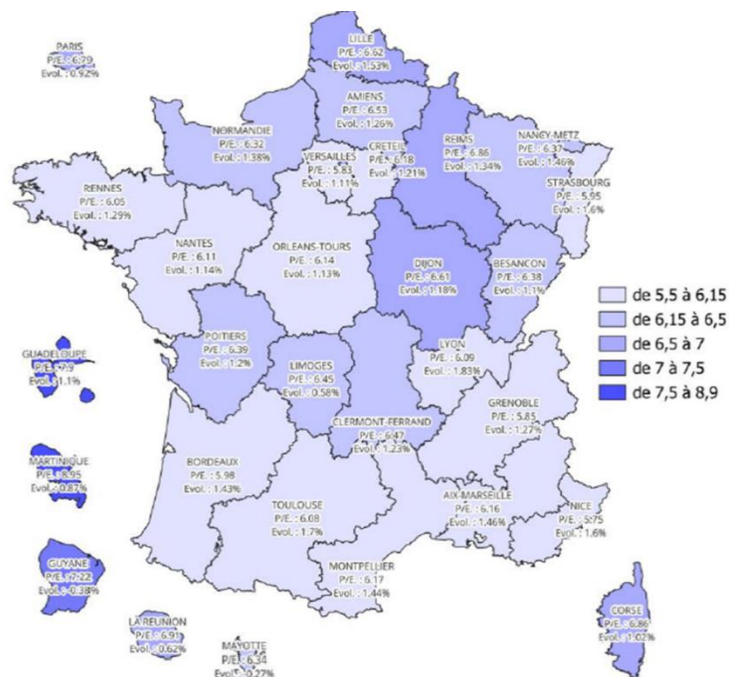 PARIS
P/E. : 6.79
Evol. : 0.92%
LILLE
P/E. : 6.62
Evol. : 1.53%
AMIENS
P/E. : 6.53
Evol. : 1.26%
NORMANDIE
P/E. : 6.32
Evol. : 1.38%
VERSAILLES
P/E. : 5.83
Evol. : 1.11%
CRETEIL
P/E. : 6.18
Evol. : 1.21%
REIMS
P/E. : 6.86
Evol. : 1.34%
NANCY-METZ
P/E. : 6.37
Evol. : 1.46%
STRASBOURG
P/E. : 5.95
Evol. : 1.6%
RENNES
P/E. : 6.05
Evol. : 1.29%
NANTES
P/E. : 6.11
Evol. : 1.14%
ORLEANS-TOURS
P/E. : 6.14
Evol. : 1.13%
DIJON
P/E. : 6.61
Evol. : 1.18%
BESANCON
P/E. : 6.38
Evol. : 1.1%
de 5,5 à 6,15
de 6,15 à 6,5
de 6,5 à 7
de 7 à 7,5
de 7,5 à 8,9
POITIERS
P/E. : 6.39
Evol. : 1.2%
LIMOGES
P/E. : 6.45
Evol. : 0.58%
LYON
P/E. : 6.09
Evol. : 1.83%
GUADELOUPE
P/E. : 7.9
Evol. : 1.1%
CLERMONT-FERRAND
P/E. : 6.47
Evol. : 1.23%
GRENOBLE
P/E. : 5.85
Evol. : 1.27%
MARTINIQUE
P/E. : 8.95
Evol. : 0.87%
BORDEAUX
P/E. : 5.98
Evol. : 1.43%
TOULOUSE
P/E. : 6.08
Evol. : 1.7%
AIX-MARSEILLE
P/E. : 6.16
Evol. : 1.46%
NICE
P/E. : 5.75
Evol. : 1.6%
MONTPELLIER
P/E. : 6.17
Evol. : 1.44%
GUYANE
P/E. : 7.22
Evol. : -0.38%
LA REUNION
P/E. : 6.91
Evol. : 0.62%
MAYOTTE
P/E. : 6.34
Evol. : -0.27%
CORSE
P/E. : 6.86
Evol. : 1.02%